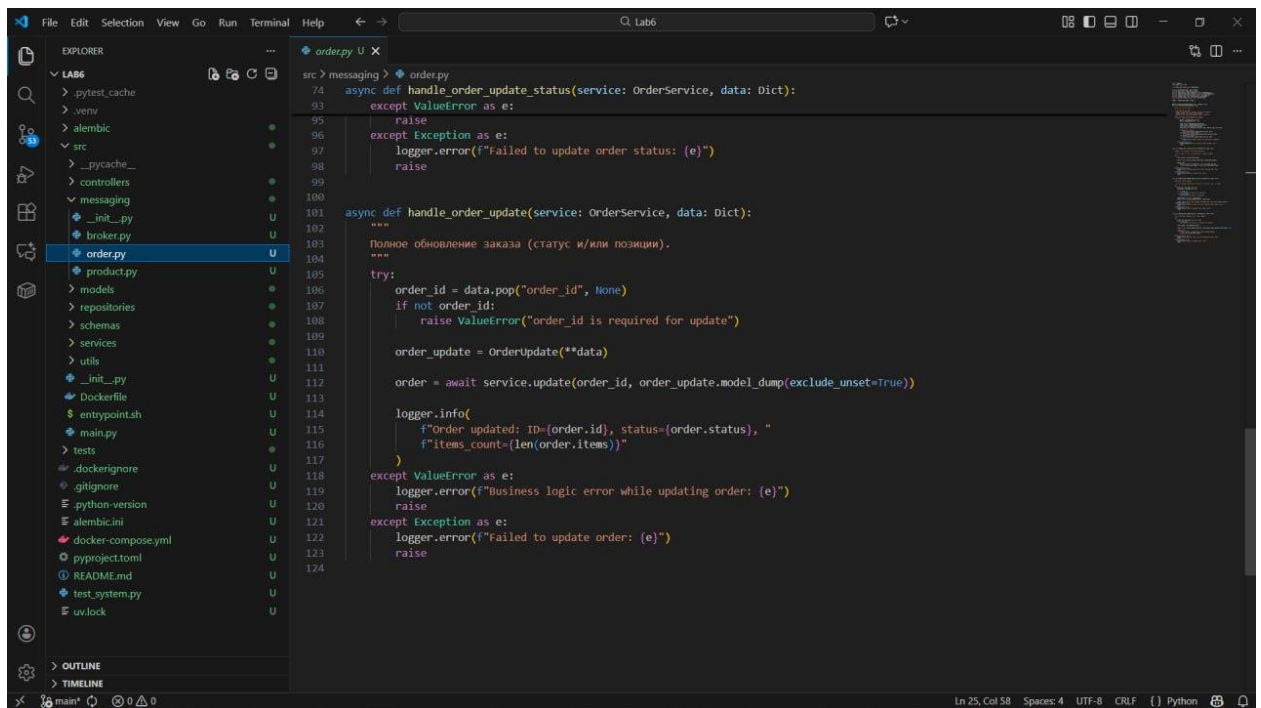 File Edit Selection View Go Run Terminal Help
Lab6
EXPLORER
order.py U
LAB6
src > messaging > order.py
.pytest_cache
.venv
alembic
src
__pycache__
controllers
messaging
__init__.py U
broker.py U
order.py U
product.py U
models
repositories
schemas
services
utils
__init__.py U
Dockerfile U
entrypoint.sh U
main.py U
tests
.dockerignore U
.gitignore U
.python-version U
alembic.ini U
docker-compose.yml U
pyproject.toml U
README.md U
test_system.py U
uv.lock U
OUTLINE
TIMELINE
53
74 async def handle_order_update_status(service: OrderService, data: Dict):
93 except ValueError as e:
95 raise
96 except Exception as e:
97 logger.error(f"Failed to update order status: {e}")
98 raise
99
100
101 async def handle_order_update(service: OrderService, data: Dict):
102 """
103 Полное обновление заказа (статус и/или позиции).
104 """
105 try:
106 order_id = data.pop("order_id", None)
107 if not order_id:
108 raise ValueError("order_id is required for update")
109
110 order_update = OrderUpdate(**data)
111
112 order = await service.update(order_id, order_update.model_dump(exclude_unset=True))
113
114 logger.info(
115 f"Order updated: ID={order.id}, status={order.status}, "
116 f"items_count={len(order.items)}"
117 )
118 except ValueError as e:
119 logger.error(f"Business logic error while updating order: {e}")
120 raise
121 except Exception as e:
122 logger.error(f"Failed to update order: {e}")
123 raise
124
main* 0 0
Ln 25, Col 58 Spaces: 4 UTF-8 CRLF {} Python